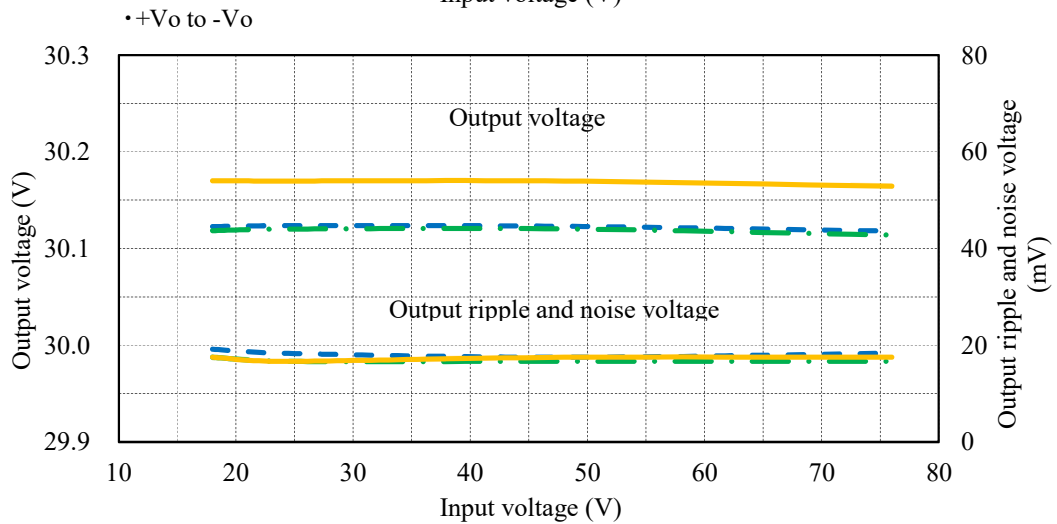 Input voltage (V)
・+Vo to -Vo
30.3
30.2
30.1
30.0
29.9
Output voltage (V)
Output voltage
Output ripple and noise voltage
80
60
40
20
0
Output ripple and noise voltage
(mV)
10 20 30 40 50 60 70 80
Input voltage (V)